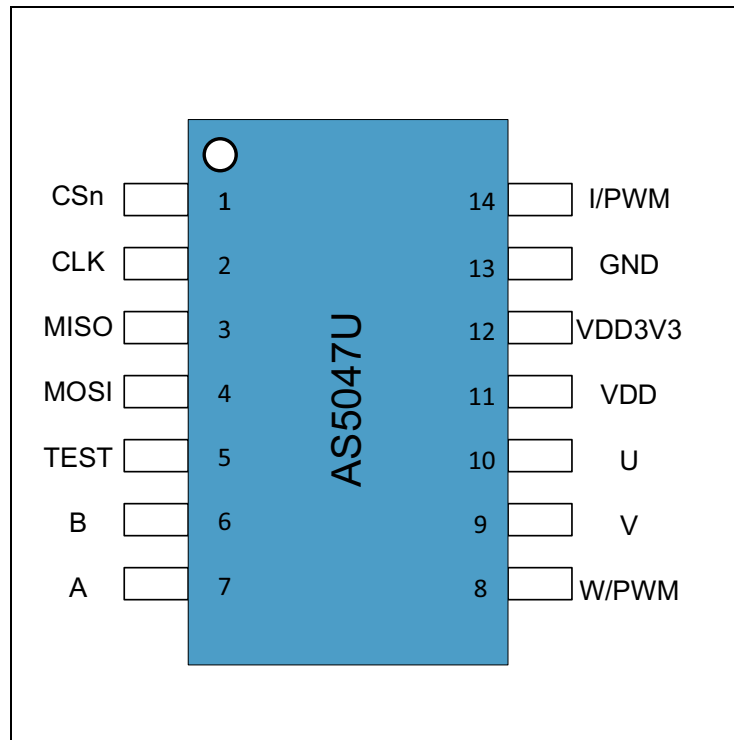 CSn 1 14 I/PWM
CLK 2 13 GND
MISO 3 12 VDD3V3
MOSI 4 11 VDD
TEST 5 10 U
B 6 9 V
A 7 8 W/PWM
AS5047U